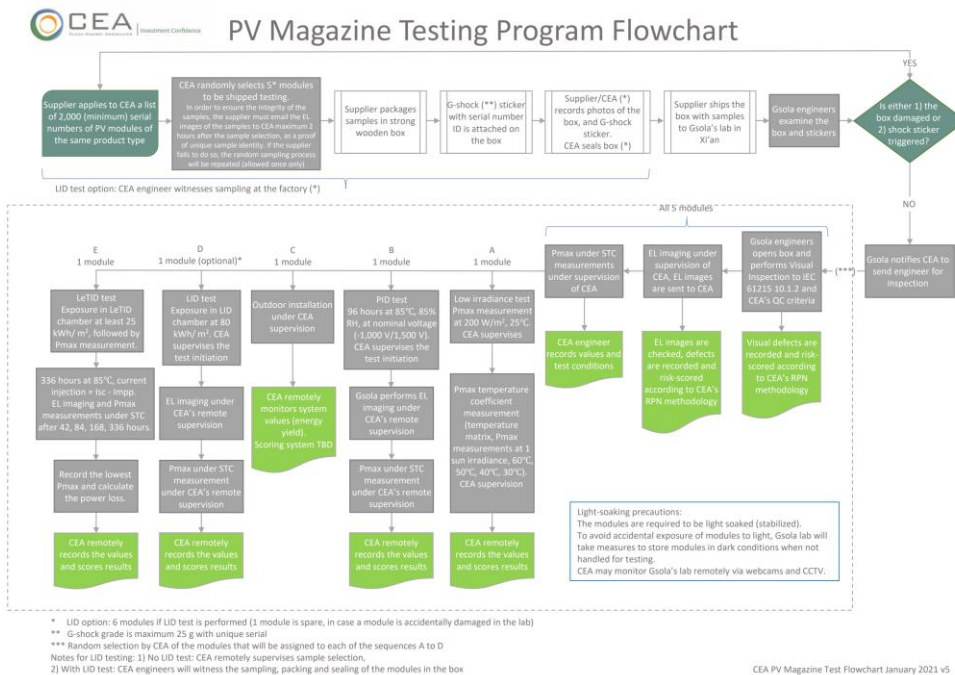 CEA
CLEAN ENERGY ASSOCIATES
Investment Confidence
PV Magazine Testing Program Flowchart
YES
Supplier applies to CEA a list
of 2,000 (minimum) serial
numbers of PV modules of
the same product type
CEA randomly selects 5* modules
to be shipped testing.
In order to ensure the integrity of the
samples, the supplier must email the EL
images of the samples to CEA maximum 2
hours after the sample selection, as a proof
of unique sample identity. If the supplier
fails to do so, the random sampling process
will be repeated (allowed once only)
Supplier packages
samples in strong
wooden box
G-shock (**) sticker
with serial number
ID is attached on
the box
Supplier/CEA (*)
records photos of the
box, and G-shock
sticker.
CEA seals box (*)
Supplier ships the
box with samples
to Gsola's lab in
Xi'an
Gsola engineers
examine the
box and stickers
Is either 1) the
box damaged or
2) shock sticker
triggered?
LID test option: CEA engineer witnesses sampling at the factory (*)
NO
All 5 modules
Gsola notifies CEA to
send engineer for
inspection
(***)
Gsola engineers
opens box and
performs Visual
Inspection to IEC
61215 10.1.2 and
CEA's QC criteria
EL imaging under
supervision of
CEA, EL images
are sent to CEA
Pmax under STC
measurements
under supervision
of CEA
Visual defects are
recorded and risk-
scored according
to CEA's RPN
methodology
EL images are
checked, defects
are recorded and
risk-scored
according to CEA's
RPN methodology
CEA engineer
records values and
test conditions
A
1 module
Low irradiance test
Pmax measurement
at 200 W/m², 25℃.
CEA supervises
Pmax temperature
coefficient
measurement
(temperature
matrix, Pmax
measurements at 1
sun irradiance, 60℃,
50℃, 40℃, 30℃).
CEA supervision
CEA remotely
records the values
and scores results
B
1 module
PID test
96 hours at 85℃, 85%
RH, at nominal voltage
(-1,000 V/1,500 V).
CEA supervises the
test initiation
Gsola performs EL
imaging under
CEA's remote
supervision
Pmax under STC
measurement
under CEA's remote
supervision
CEA remotely
records the values
and scores results
C
1 module
Outdoor installation
under CEA
supervision
CEA remotely
monitors system
values (energy
yield).
Scoring system TBD
D
1 module (optional)*
LID test
Exposure in LID
chamber at 80
kWh/ m². CEA
supervises the
test initiation
EL imaging under
CEA's remote
supervision
Pmax under STC
measurement
under CEA's remote
supervision
CEA remotely
records the values
and scores results
E
1 module
LeTID test
Exposure in LeTID
chamber at least 25
kWh/ m², followed by
Pmax measurement.
336 hours at 85℃, current
injection = Isc - Impp.
EL imaging and Pmax
measurements under STC
after 42, 84, 168, 336 hours.
Record the lowest
Pmax and calculate
the power loss.
CEA remotely
records the values
and scores results
Light-soaking precautions:
The modules are required to be light soaked (stabilized).
To avoid accidental exposure of modules to light, Gsola lab will
take measures to store modules in dark conditions when not
handled for testing.
CEA may monitor Gsola's lab remotely via webcams and CCTV.
* LID option: 6 modules if LID test is performed (1 module is spare, in case a module is accidentally damaged in the lab)
** G-shock grade is maximum 25 g with unique serial
*** Random selection by CEA of the modules that will be assigned to each of the sequences A to D
Notes for LID testing: 1) No LID test: CEA remotely supervises sample selection,
2) With LID test: CEA engineers will witness the sampling, packing and sealing of the modules in the box
CEA PV Magazine Test Flowchart January 2021 v5